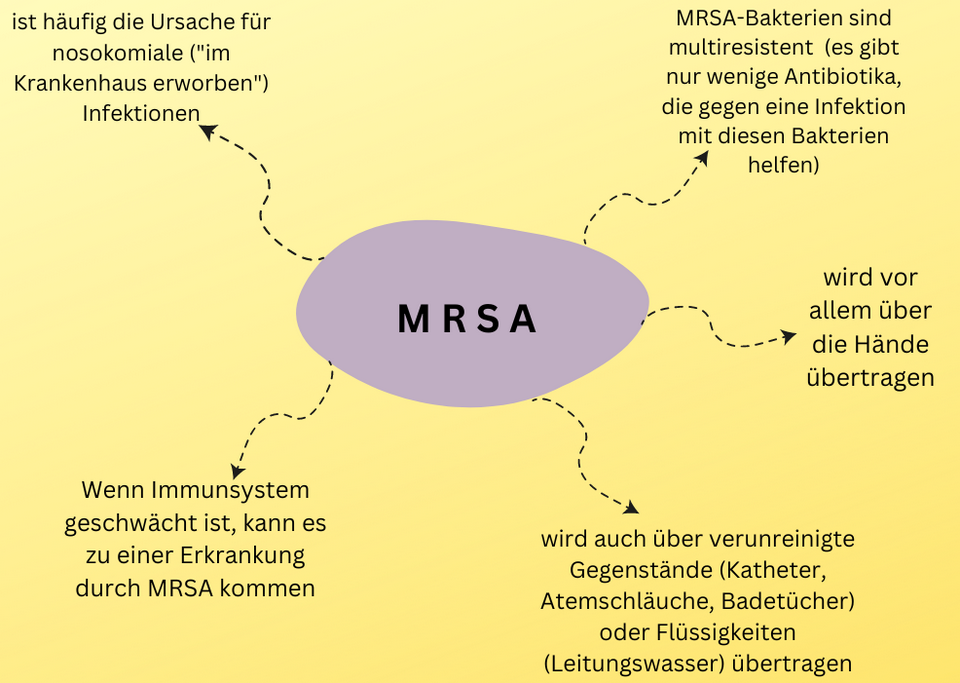 ist häufig die Ursache für
nosokomiale ("im
Krankenhaus erworben")
Infektionen
MRSA-Bakterien sind
multiresistent (es gibt
nur wenige Antibiotika,
die gegen eine Infektion
mit diesen Bakterien
helfen)
MRSA
wird vor
allem über
die Hände
übertragen
Wenn Immunsystem
geschwächt ist, kann es
zu einer Erkrankung
durch MRSA kommen
wird auch über verunreinigte
Gegenstände (Katheter,
Atemschläuche, Badetücher)
oder Flüssigkeiten
(Leitungswasser) übertragen